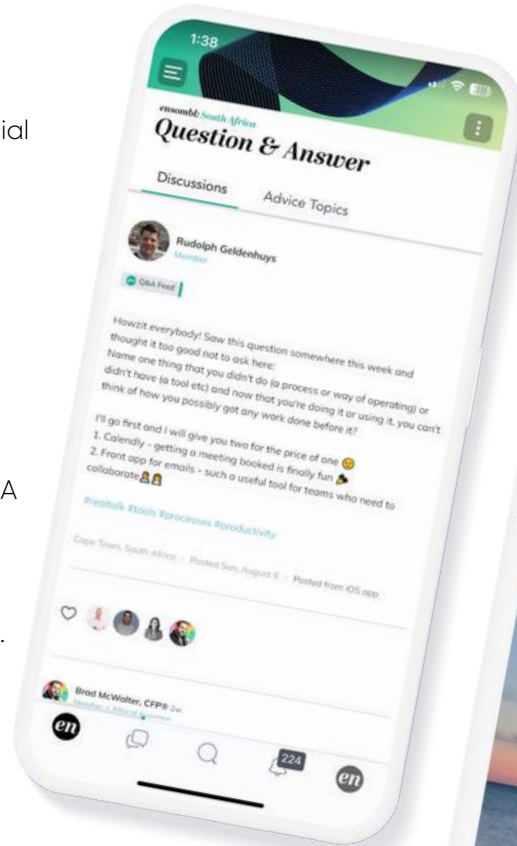 ial
A
.
1:38
ensombl: South Africa
Question & Answer
Discussions Advice Topics
Rudolph Geldenhuys
Member
Q&A Feed
Howzit everybody! Saw this question somewhere this week and
thought it too good not to ask here:
Name one thing that you didn't do (a process or way of operating) or
didn't have (a tool etc) and now that you're doing it or using it, you can't
think of how you possibly got any work done before it?
I'll go first and I will give you two for the price of one 🙂
1. Calendly - getting a meeting booked is finally fun 🎉
2. Front app for emails - such a useful tool for teams who need to
collaborate
#realtalk #tools #processes #productivity
Cape Town, South Africa · Posted Sun, August 6 · Posted from iOS app
Brad McWalter, CFP® 2w
en
224
en